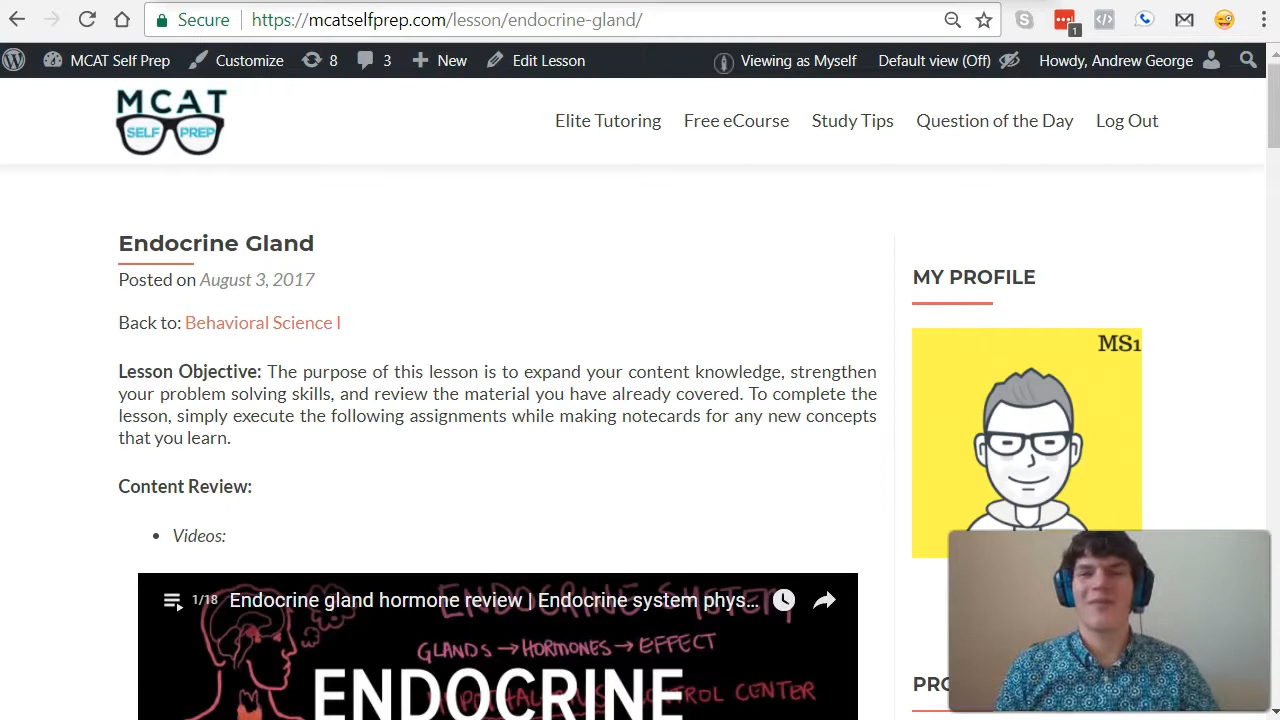 Secure
https://mcatselfprep.com/lesson/endocrine-gland/
1
MCAT Self Prep
Customize
8
3
New
Edit Lesson
Viewing as Myself
Default view (Off)
Howdy, Andrew George
MCAT
SELF PREP
Elite Tutoring
Free eCourse
Study Tips
Question of the Day
Log Out
Endocrine Gland
Posted on August 3, 2017
Back to: Behavioral Science I
Lesson Objective: The purpose of this lesson is to expand your content knowledge, strengthen
your problem solving skills, and review the material you have already covered. To complete the
lesson, simply execute the following assignments while making notecards for any new concepts
that you learn.
Content Review:
Videos:
1/18
Endocrine gland hormone review | Endocrine system phys...
ENDOCRINE SYSTEM
GLANDS → HORMONES → EFFECT
ENDOCRINE
CONTROL CENTER
MY PROFILE
MS1